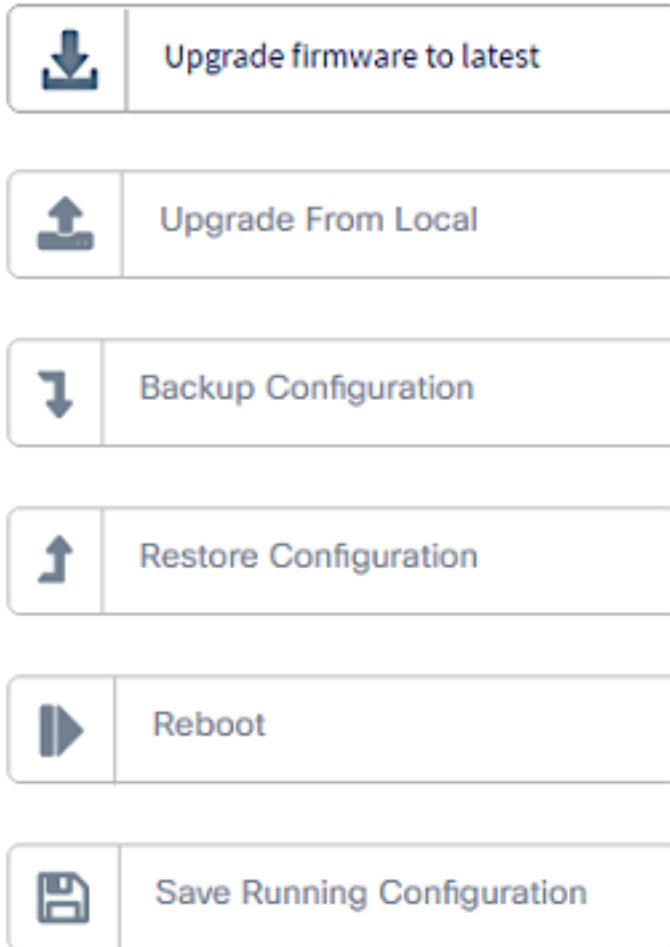 Upgrade firmware to latest
Upgrade From Local
Backup Configuration
Restore Configuration
Reboot
Save Running Configuration